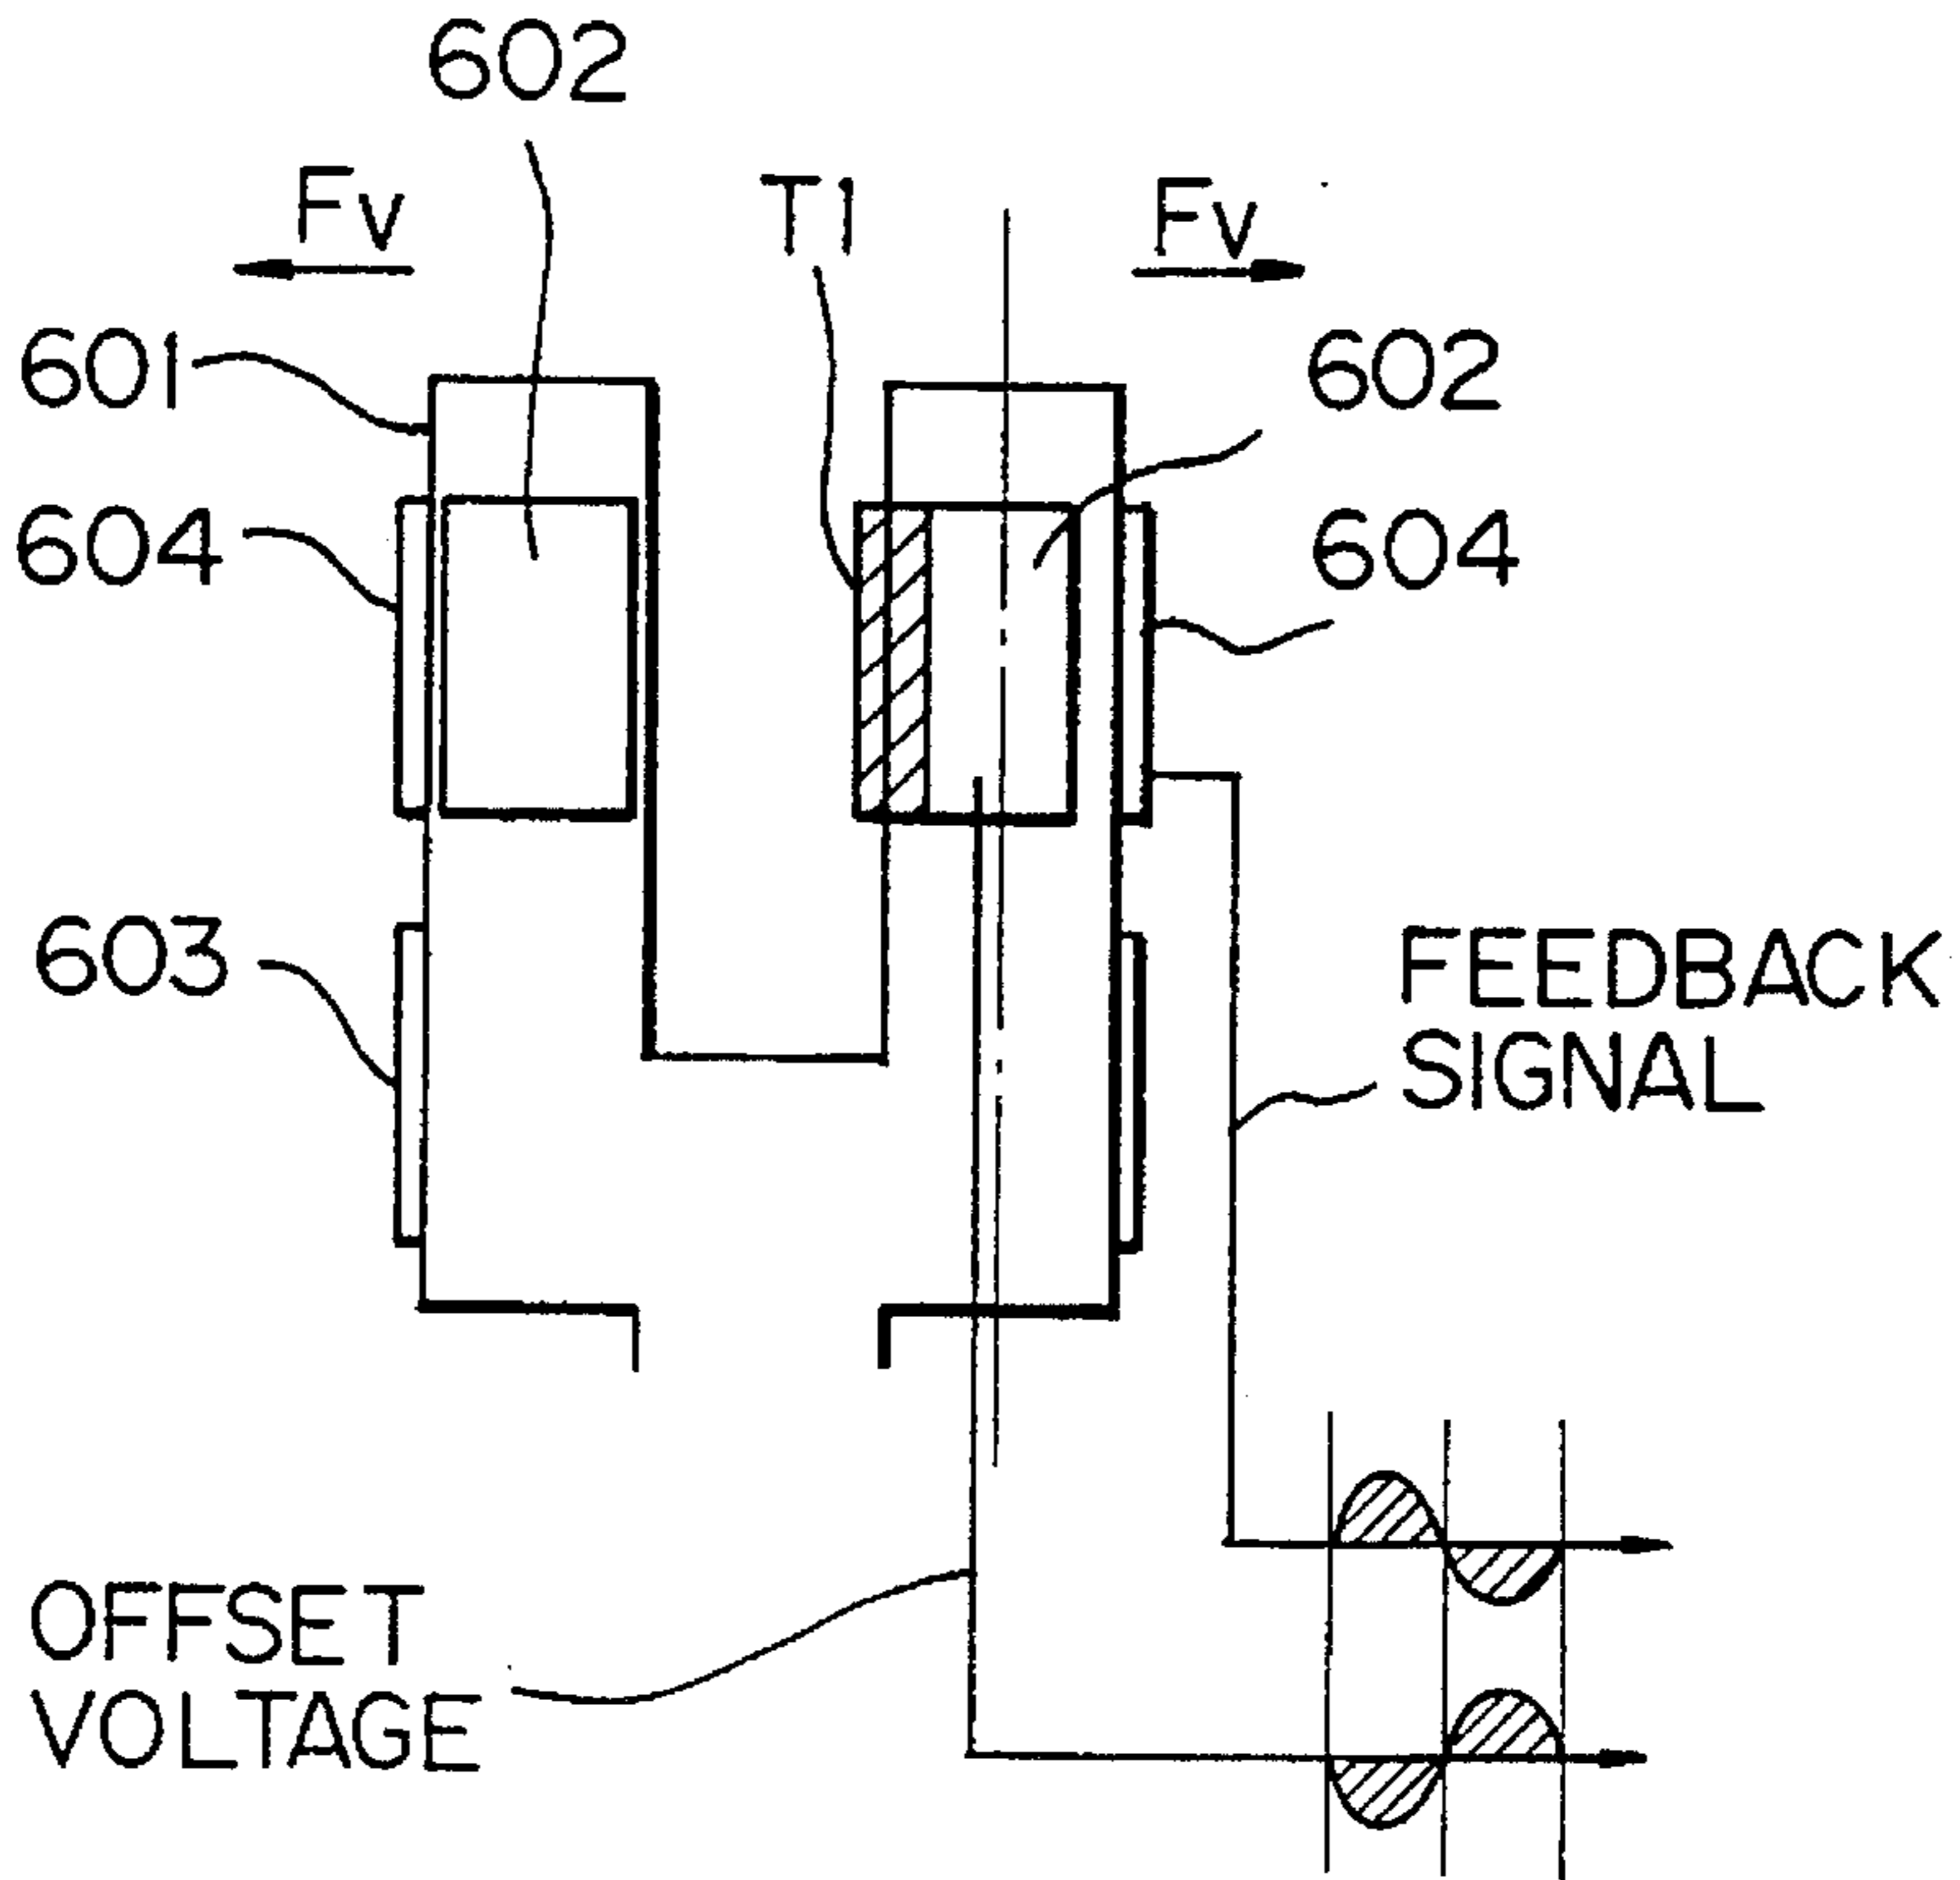 602
Fv
T1
Fv
601
602
604
604
603
FEEDBACK
SIGNAL
OFFSET
VOLTAGE